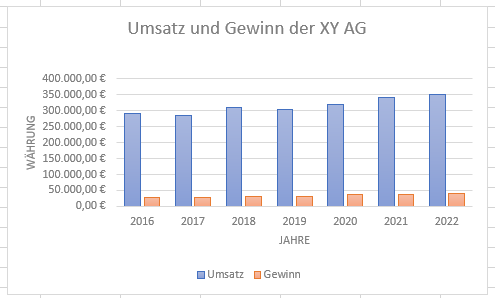 Umsatz und Gewinn der XY AG
400.000,00 €
350.000,00 €
300.000,00 €
250.000,00 €
200.000,00 €
150.000,00 €
100.000,00 €
50.000,00 €
0,00 €
WÄHRUNG
2016 2017 2018 2019 2020 2021 2022
JAHRE
Umsatz Gewinn